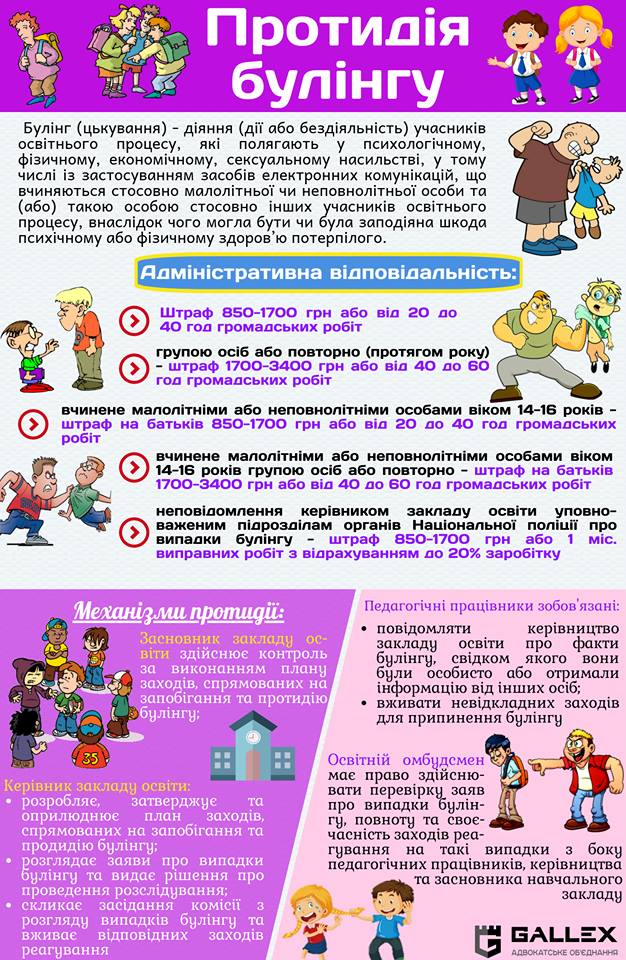 Протидія
булінгу
Булінг (цькування) - діяння (дії або бездіяльність) учасників
освітнього процесу, які полягають у психологічному,
фізичному, економічному, сексуальному насильстві, у тому
числі із застосуванням засобів електронних комунікацій, що
вчиняються стосовно малолітньої чи неповнолітньої особи та
(або) такою особою стосовно інших учасників освітнього
процесу, внаслідок чого могла бути чи була заподіяна шкода
психічному або фізичному здоров’ю потерпілого.
Адміністративна відповідальність:
Штраф 850-1700 грн або від 20 до
40 год громадських робіт
групою осіб або повторно (протягом року)
- штраф 1700-3400 грн або від 40 до 60
год громадських робіт
вчинене малолітніми або неповнолітніми особами віком 14-16 років -
штраф на батьків 850-1700 грн або від 20 до 40 год громадських
робіт
вчинене малолітніми або неповнолітніми особами віком
14-16 років групою осіб або повторно - штраф на батьків
1700-3400 грн або від 40 до 60 год громадських робіт
неповідомлення керівником закладу освіти уповно-
важеним підрозділам органів Національної поліції про
випадки булінгу - штраф 850-1700 грн або 1 міс.
виправних робіт з відрахуванням до 20% заробітку
Механізми протидії:
Засновник закладу ос-
віти здійснює контроль
за виконанням плану
заходів, спрямованих на
запобігання та протидію
булінгу;
35
Керівник закладу освіти:
• розробляє, затверджує та
оприлюднює план заходів,
спрямованих на запобігання та
продидію булінгу;
• розглядає заяви про випадки
булінгу та видає рішення про
проведення розслідування;
• скликає засідання комісії з
розгляду випадків булінгу та
вживає відповідних заходів
реагування
Педагогічні працівники зобов'язані:
• повідомляти керівництво
закладу освіти про факти
булінгу, свідком якого вони
були особисто або отримали
інформацію від інших осіб;
• вживати невідкладних заходів
для припинення булінгу
Освітній омбудсмен
має право здійсню-
вати перевірку заяв
про випадки булін-
гу, повноту та своє-
часність заходів реа-
гування на такі випадки з боку
педагогічних працівників, керівництва
та засновника навчального
закладу
GALLEX
АДВОКАТСЬКЕ ОБ'ЄДНАННЯ